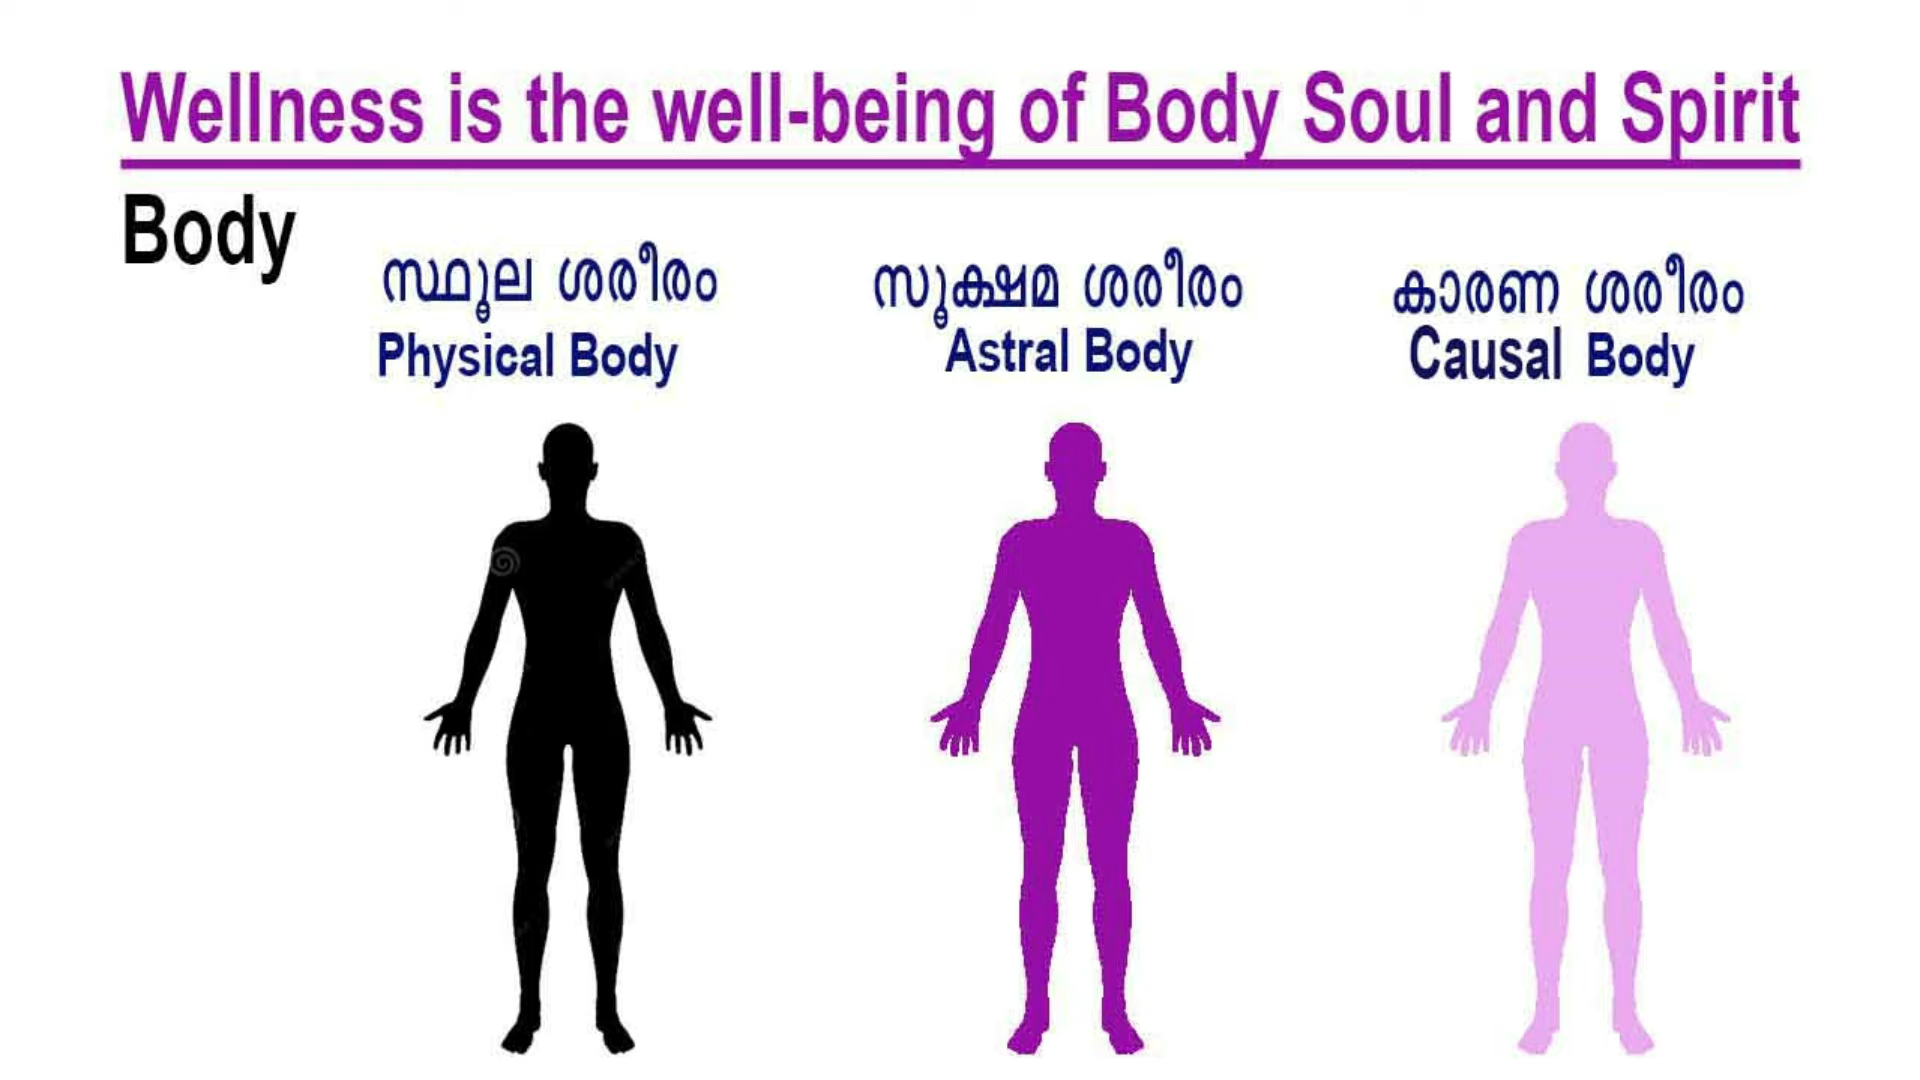 Wellness is the well-being of Body Soul and Spirit
Body
സ്ഥൂല ശരീരം
Physical Body
സൂക്ഷമ ശരീരം
Astral Body
കാരണ ശരീരം
Causal Body